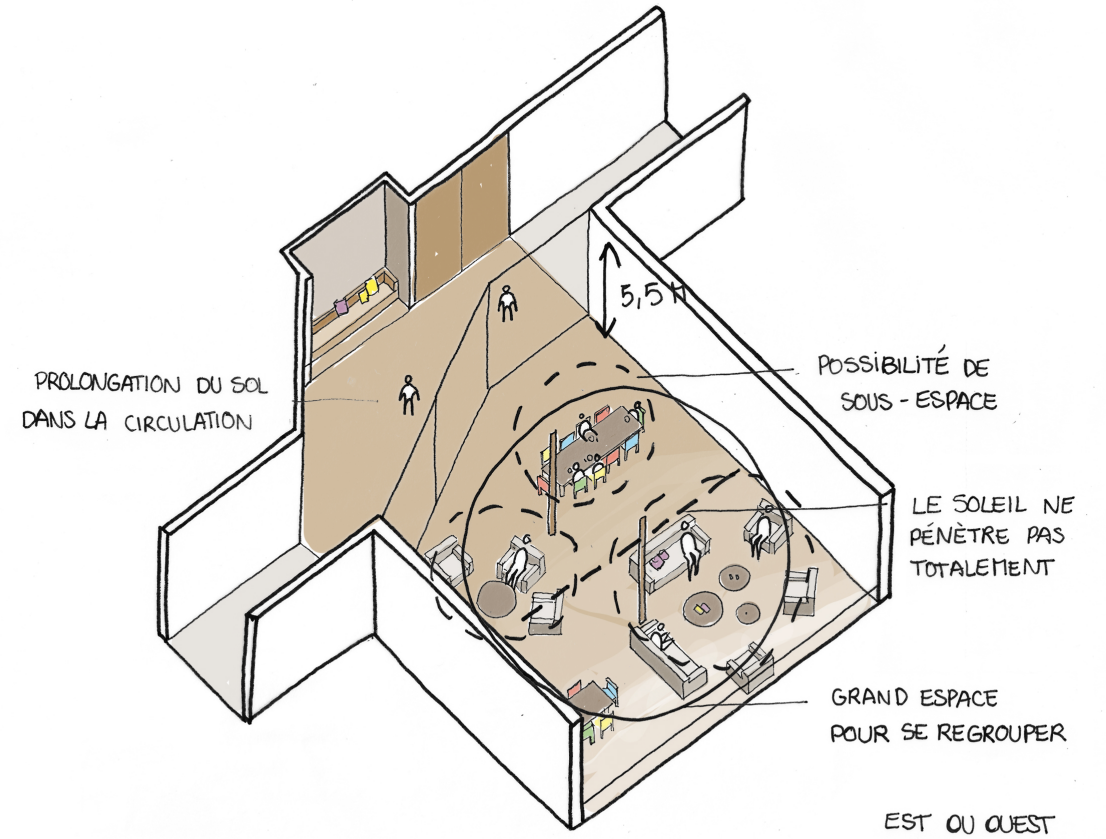 5,5 M
PROLONGATION DU SOL
DANS LA CIRCULATION
POSSIBILITÉ DE
SOUS-ESPACE
LE SOLEIL NE
PÉNÈTRE PAS
TOTALEMENT
GRAND ESPACE
POUR SE REGROUPER
EST OU OUEST